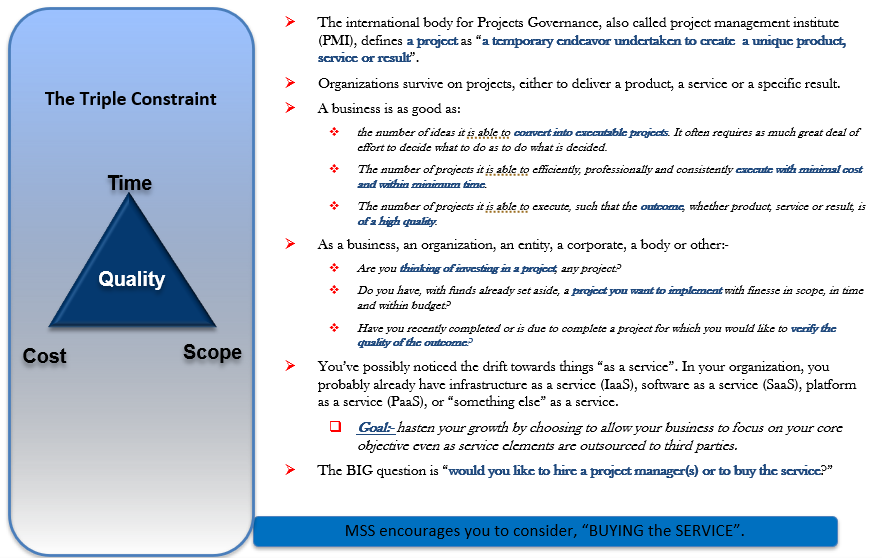 The Triple Constraint
Time
Quality
Cost
Scope
The international body for Projects Governance, also called project management institute
(PMI), defines a project as “a temporary endeavor undertaken to create a unique product,
service or result”.
Organizations survive on projects, either to deliver a product, a service or a specific result.
A business is as good as:
the number of ideas it is able to convert into executable projects. It often requires as much great deal of
effort to decide what to do as to do what is decided.
The number of projects it is able to efficiently, professionally and consistently execute with minimal cost
and within minimum time.
The number of projects it is able to execute, such that the outcome, whether product, service or result, is
of a high quality.
As a business, an organization, an entity, a corporate, a body or other:-
Are you thinking of investing in a project, any project?
Do you have, with funds already set aside, a project you want to implement with finesse in scope, in time
and within budget?
Have you recently completed or is due to complete a project for which you would like to verify the
quality of the outcome?
You’ve possibly noticed the drift towards things “as a service”. In your organization, you
probably already have infrastructure as a service (IaaS), software as a service (SaaS), platform
as a service (PaaS), or “something else” as a service.
Goal:- hasten your growth by choosing to allow your business to focus on your core
objective even as service elements are outsourced to third parties.
The BIG question is “would you like to hire a project manager(s) or to buy the service?”
MSS encourages you to consider, “BUYING the SERVICE”.